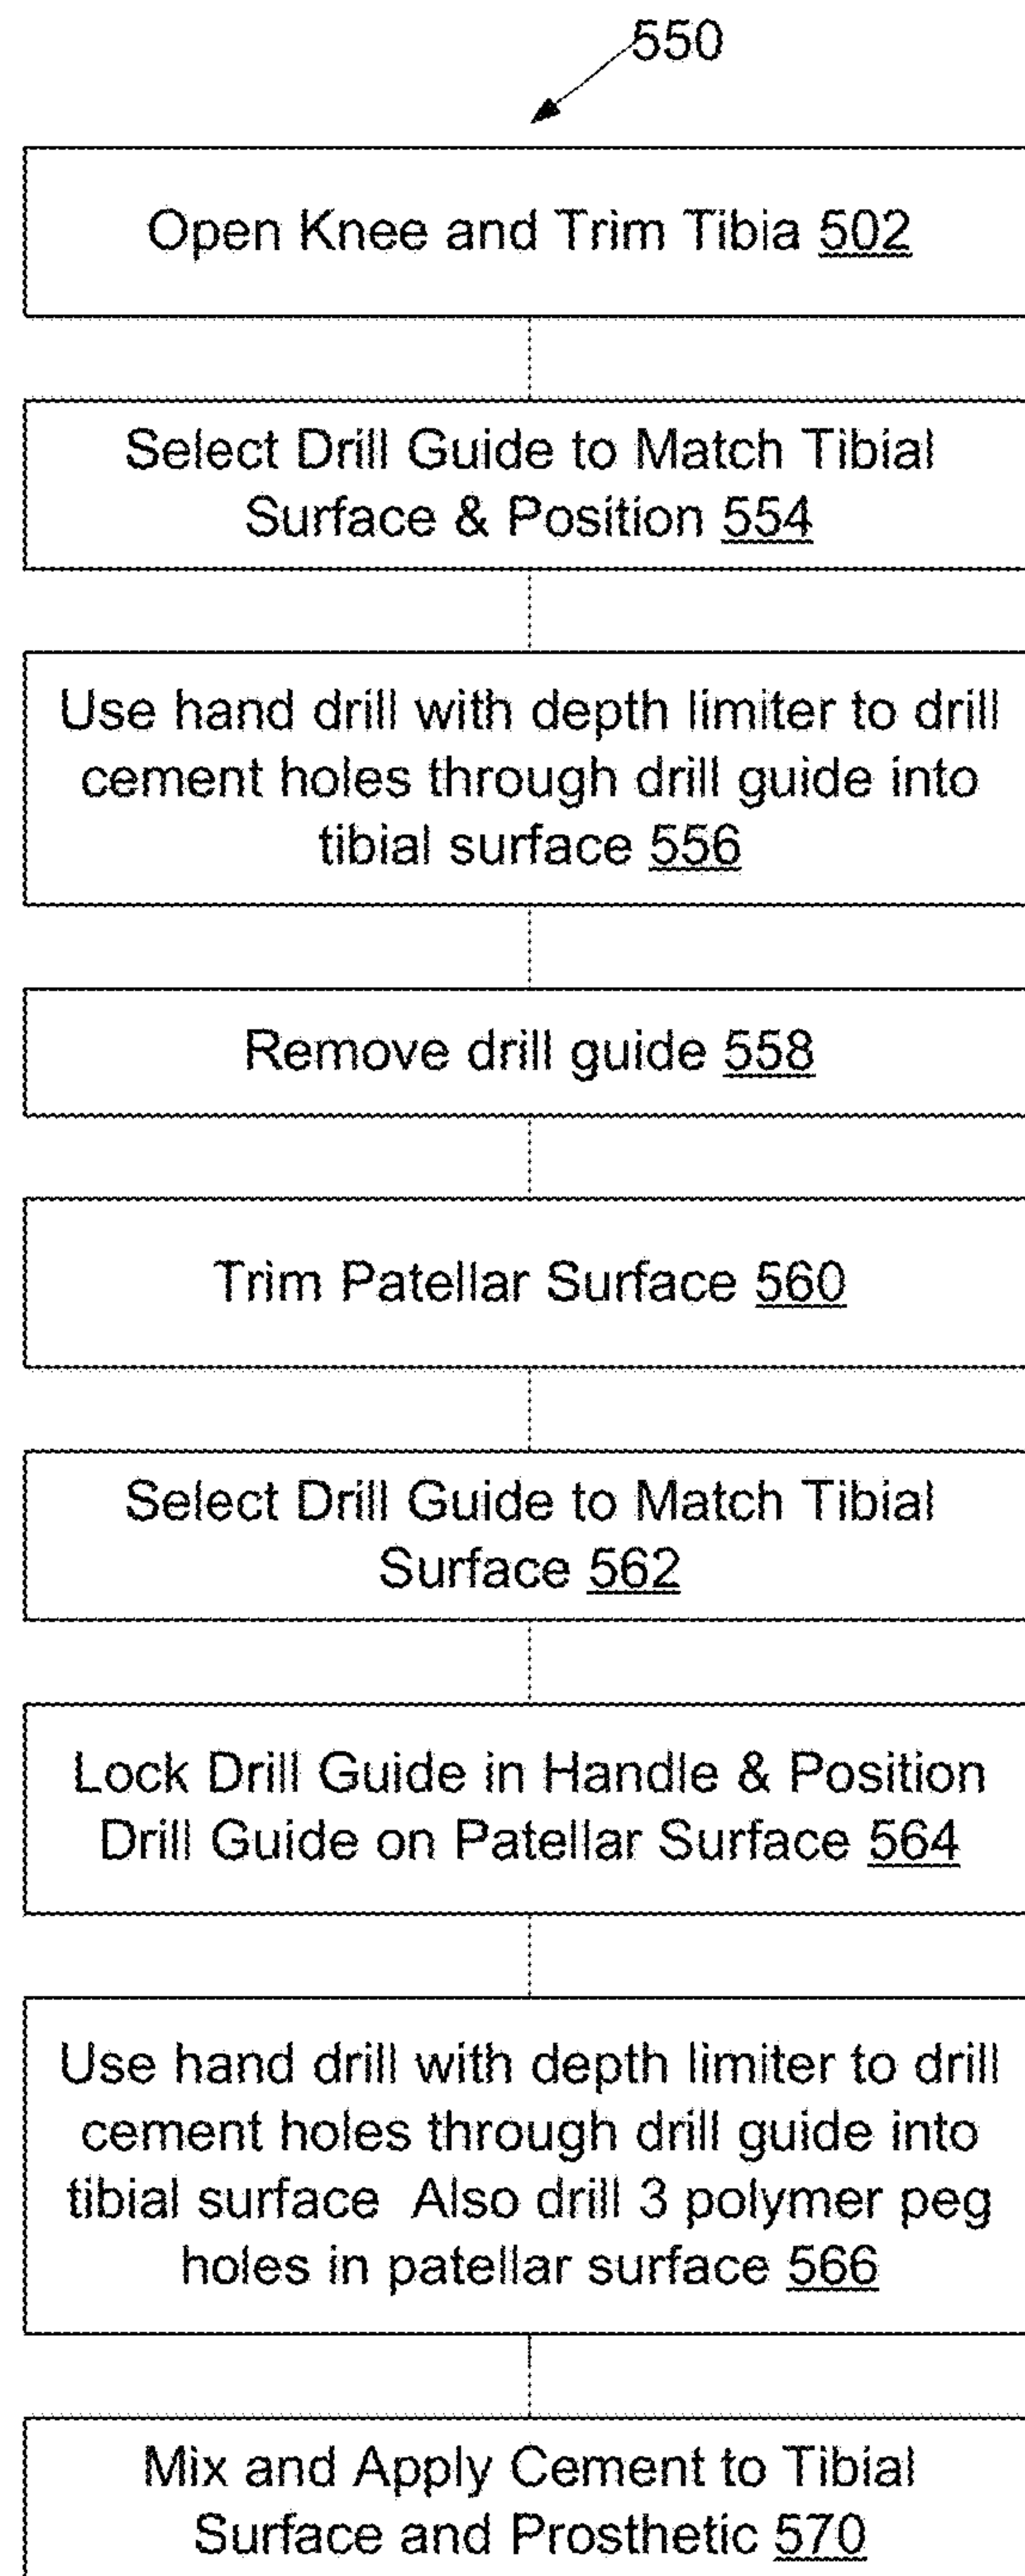 550
Open Knee and Trim Tibia 502
Select Drill Guide to Match Tibial
Surface & Position 554
Use hand drill with depth limiter to drill
cement holes through drill guide into
tibial surface 556
Remove drill guide 558
Trim Patellar Surface 560
Select Drill Guide to Match Tibial
Surface 562
Lock Drill Guide in Handle & Position
Drill Guide on Patellar Surface 564
Use hand drill with depth limiter to drill
cement holes through drill guide into
tibial surface  Also drill 3 polymer peg
holes in patellar surface 566
Mix and Apply Cement to Tibial
Surface and Prosthetic 570